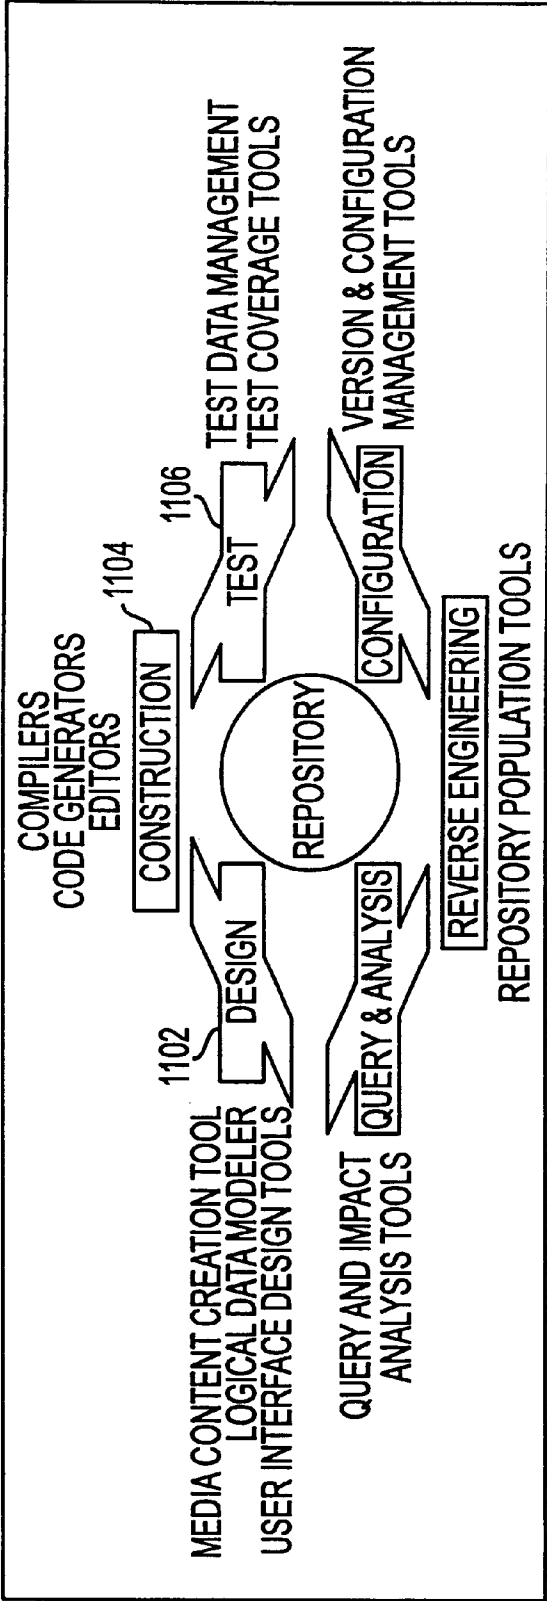 COMPILERS
CODE GENERATORS
EDITORS
CONSTRUCTION
1104
MEDIA CONTENT CREATION TOOL
LOGICAL DATA MODELER
USER INTERFACE DESIGN TOOLS
1102
DESIGN
1106
TEST
TEST DATA MANAGEMENT
TEST COVERAGE TOOLS
REPOSITORY
QUERY AND IMPACT
ANALYSIS TOOLS
QUERY & ANALYSIS
CONFIGURATION
VERSION & CONFIGURATION
MANAGEMENT TOOLS
REVERSE ENGINEERING
REPOSITORY POPULATION TOOLS